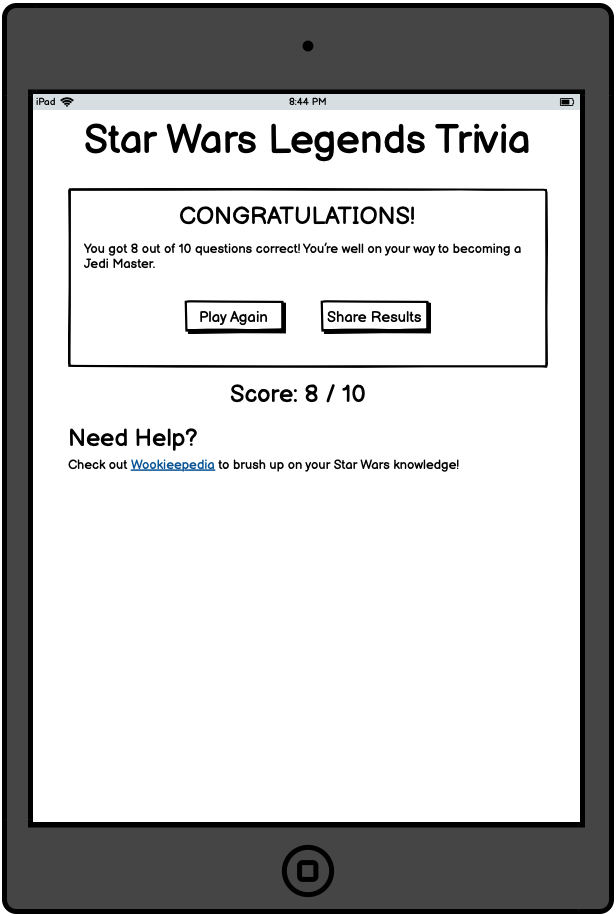 iPad 8:44 PM
Star Wars Legends Trivia
CONGRATULATIONS!
You got 8 out of 10 questions correct! You're well on your way to becoming a
Jedi Master.
Play Again Share Results
Score: 8 / 10
Need Help?
Check out Wookieepedia to brush up on your Star Wars knowledge!